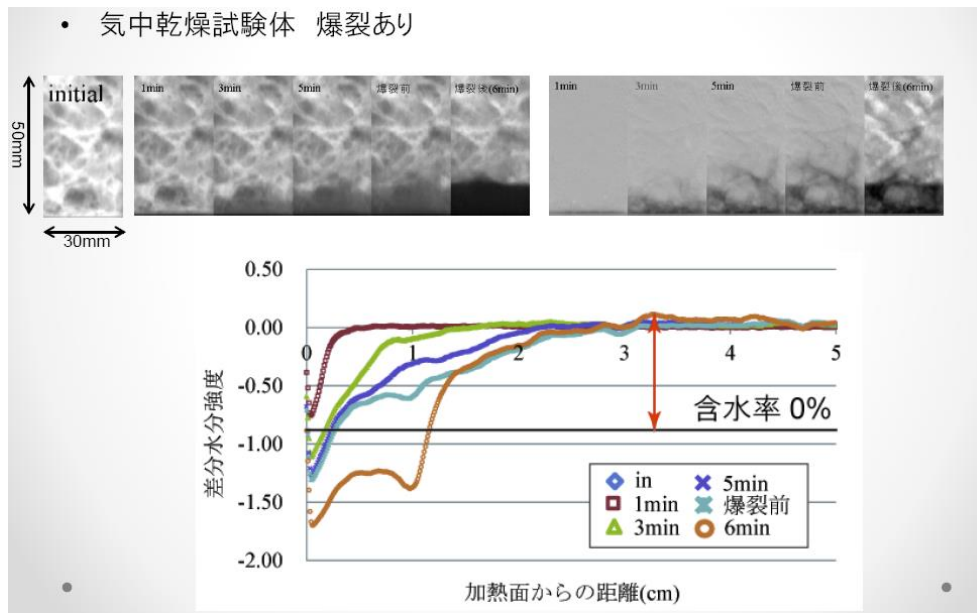 • 気中乾燥試験体 爆裂あり
initial
1min 3min 5min 爆裂前 爆裂後(6min)
1min 3min 5min 爆裂前 爆裂後(6min)
50mm
30mm
0.50
0.00
-0.50
-1.00
-1.50
-2.00
差分水分強度
0 1 2 3 4 5
含水率 0%
in 5min
1min 爆裂前
3min 6min
加熱面からの距離(cm)